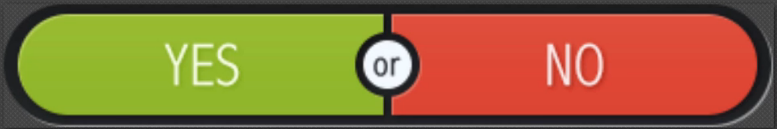 YES or NO